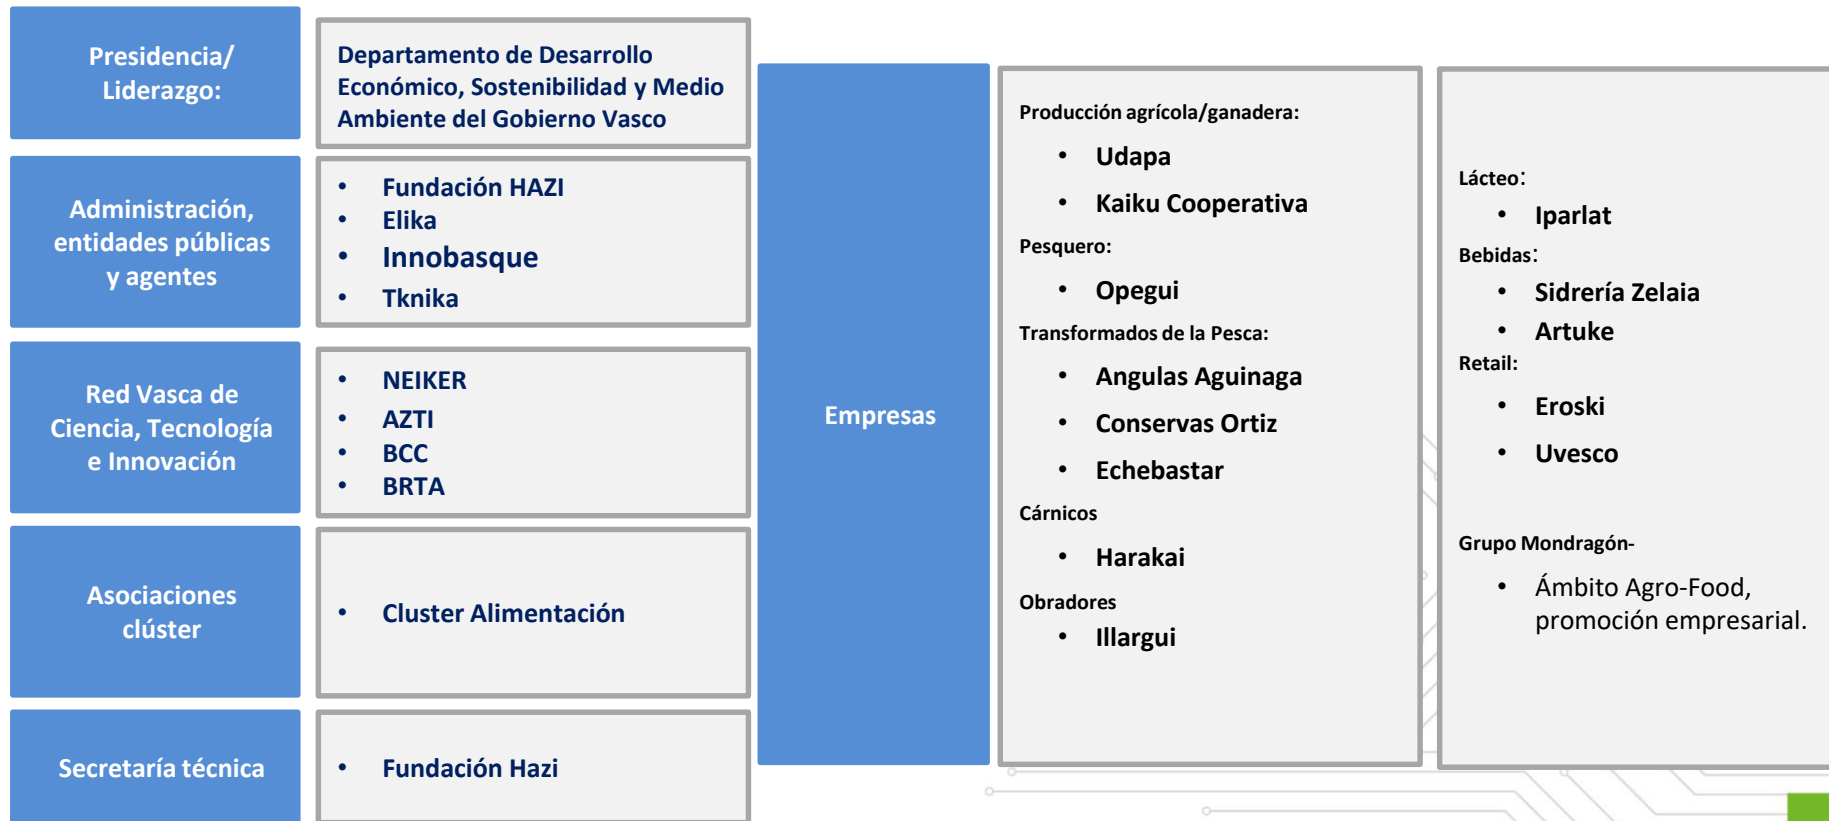 Presidencia/
Liderazgo:
Departamento de Desarrollo
Económico, Sostenibilidad y Medio
Ambiente del Gobierno Vasco
Administración,
entidades públicas
y agentes
• Fundación HAZI
• Elika
• Innobasque
• Tknika
Red Vasca de
Ciencia, Tecnología
e Innovación
• NEIKER
• AZTI
• BCC
• BRTA
Asociaciones
clúster
• Cluster Alimentación
Secretaría técnica
• Fundación Hazi
Empresas
Producción agrícola/ganadera:
• Udapa
• Kaiku Cooperativa
Pesquero:
• Opegui
Transformados de la Pesca:
• Angulas Aguinaga
• Conservas Ortiz
• Echebastar
Cárnicos
• Harakai
Obradores
• Illargui
Lácteo:
• Iparlat
Bebidas:
• Sidrería Zelaia
• Artuke
Retail:
• Eroski
• Uvesco
Grupo Mondragón-
• Ámbito Agro-Food,
promoción empresarial.